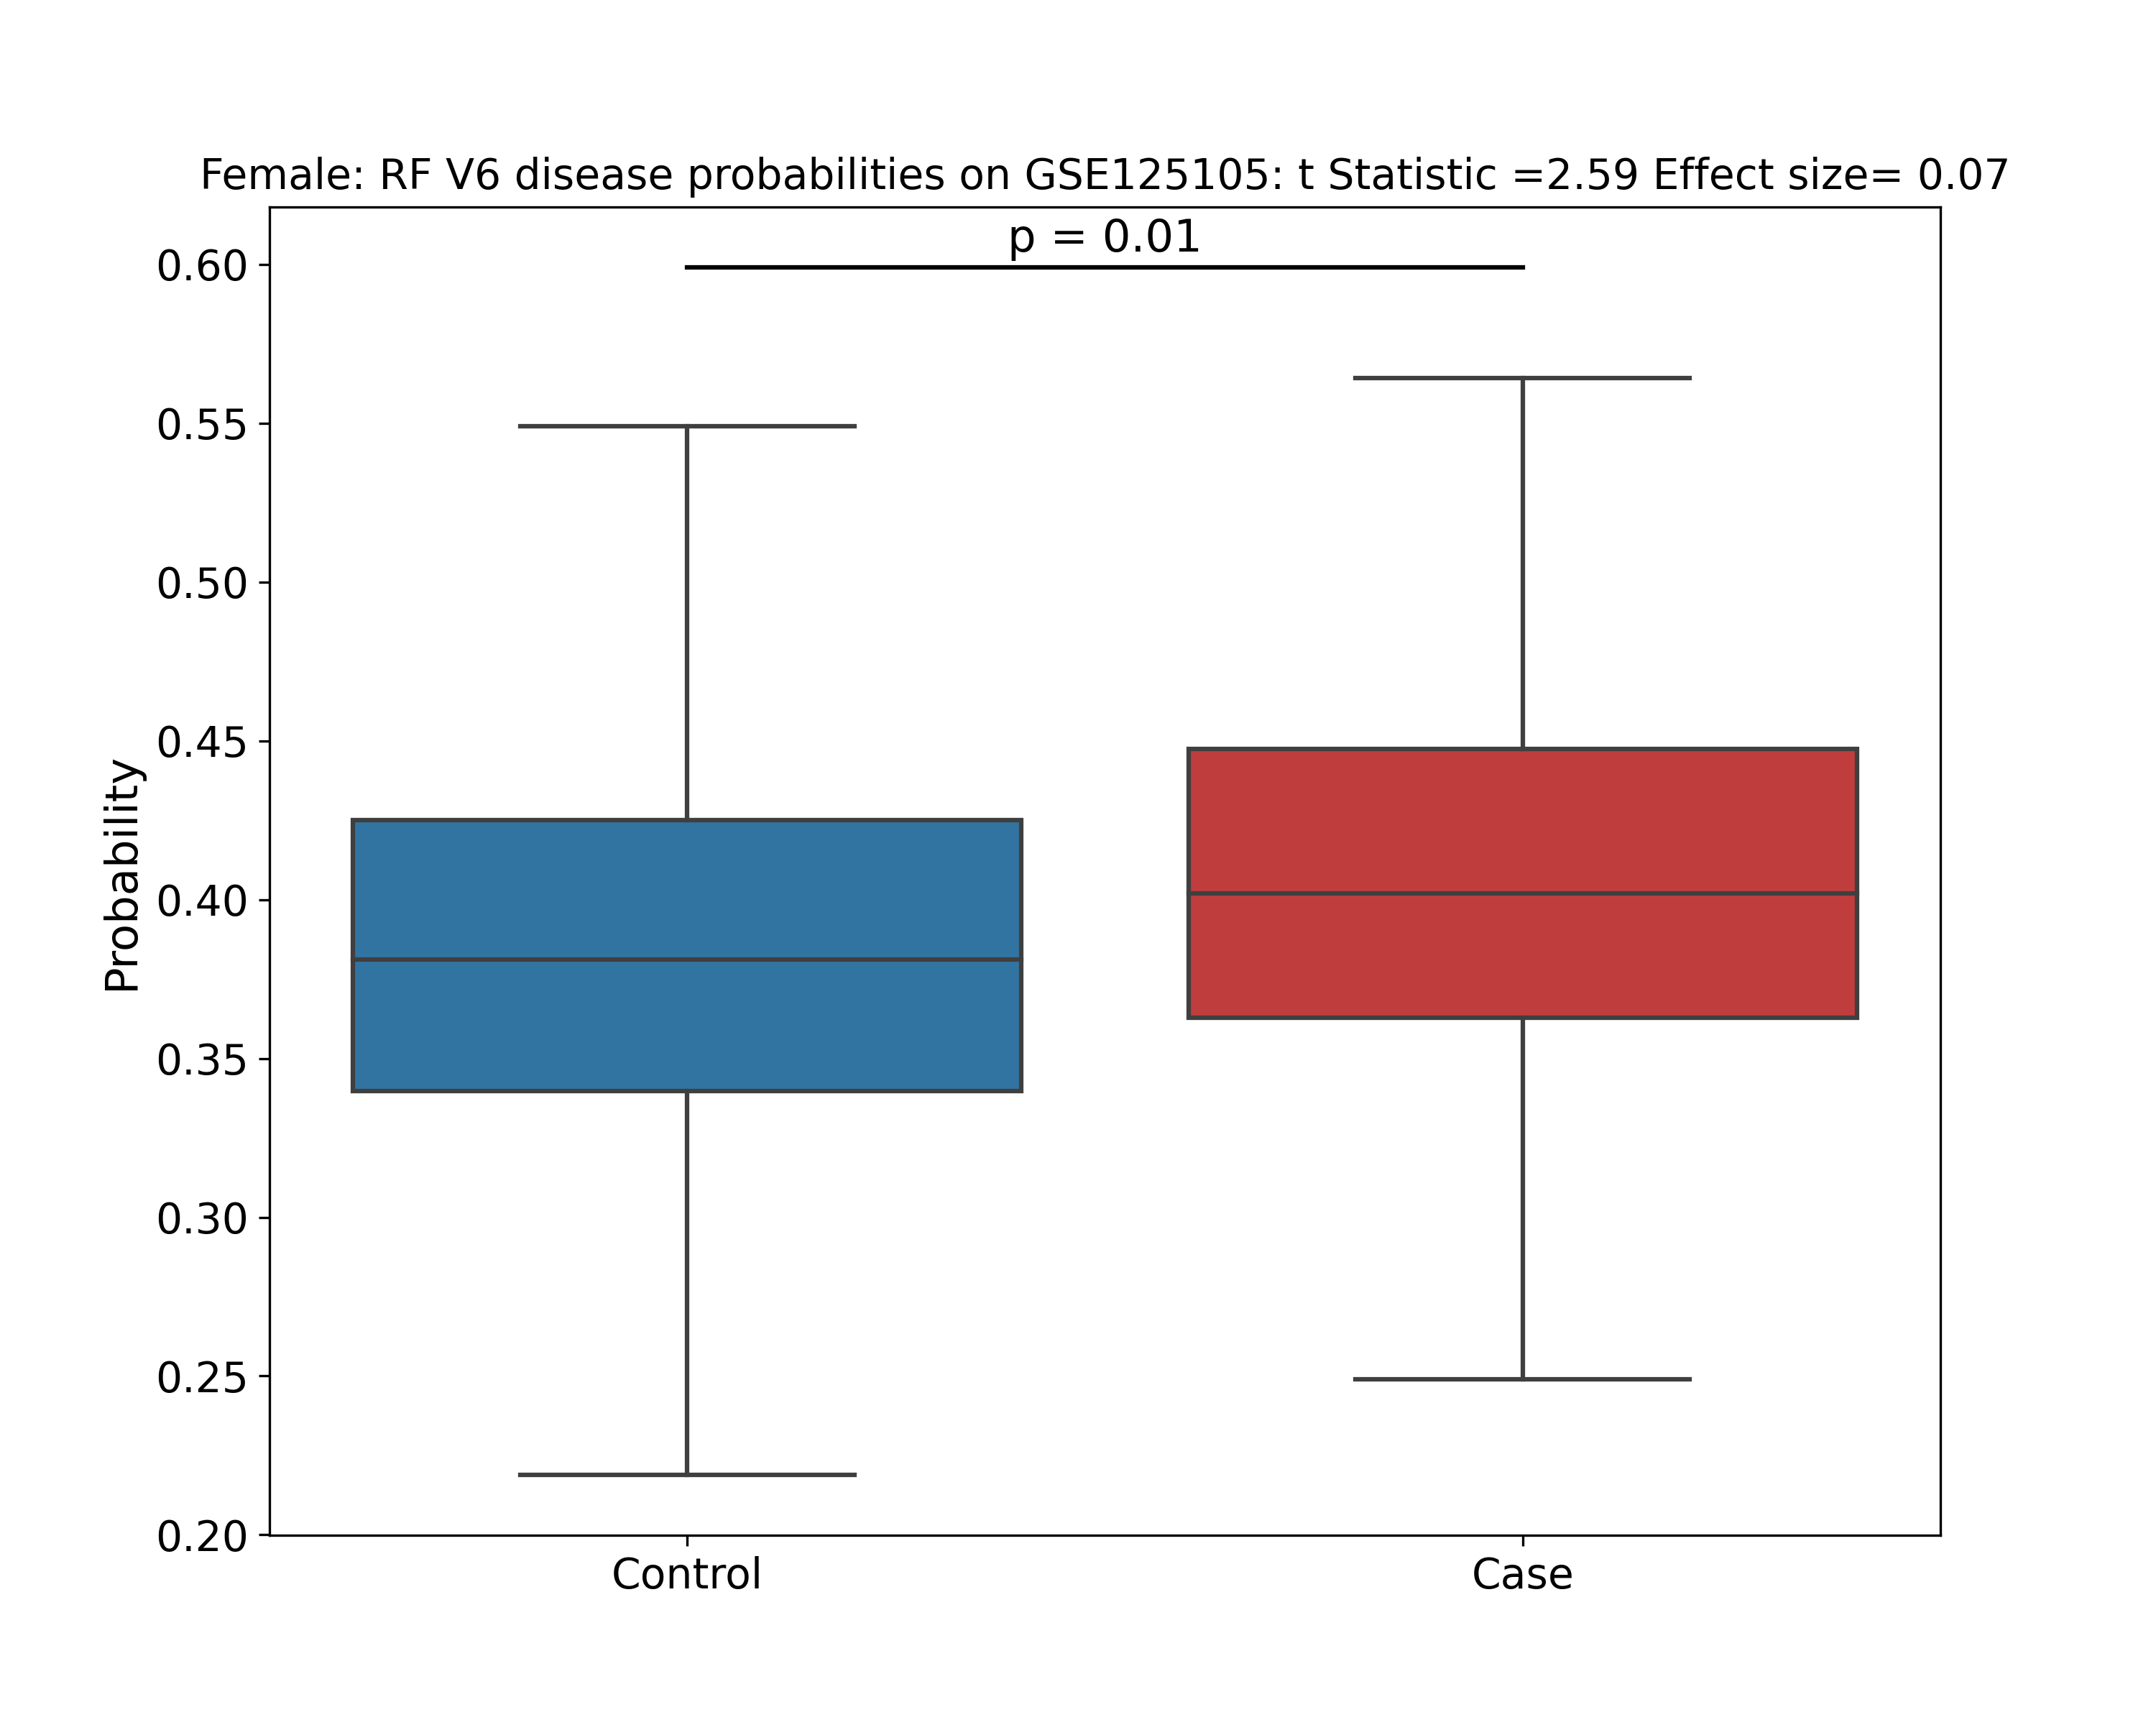 Female: RF V6 disease probabilities on GSE125105: t Statistic =2.59 Effect size= 0.07
p = 0.01
0.60
0.55
0.50
0.45
0.40
0.35
0.30
0.25
0.20
Probability
Control
Case